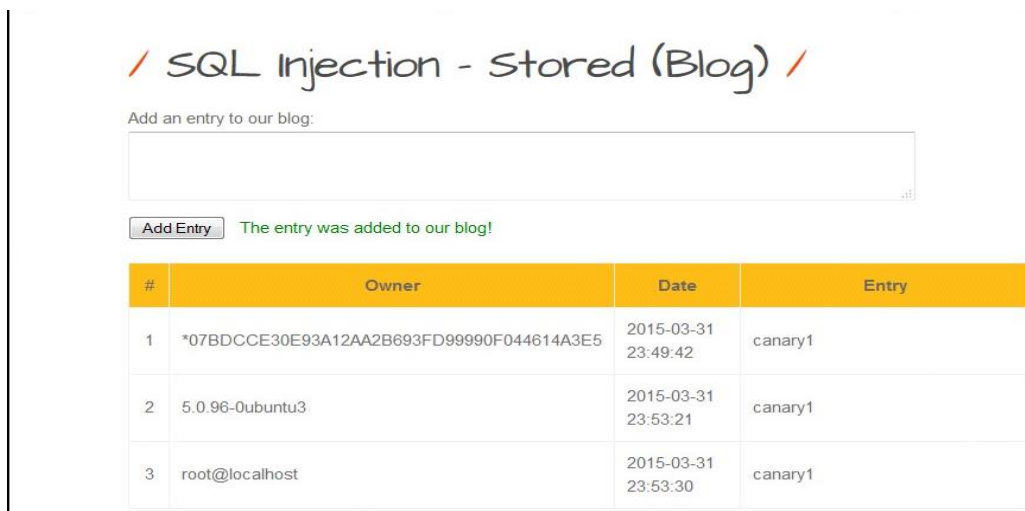 / SQL Injection - Stored (Blog) /
Add an entry to our blog:
Add Entry The entry was added to our blog!
# Owner Date Entry
1 *07BDCCE30E93A12AA2B693FD99990F044614A3E5 2015-03-31 23:49:42 canary1
2 5.0.96-0ubuntu3 2015-03-31 23:53:21 canary1
3 root@localhost 2015-03-31 23:53:30 canary1